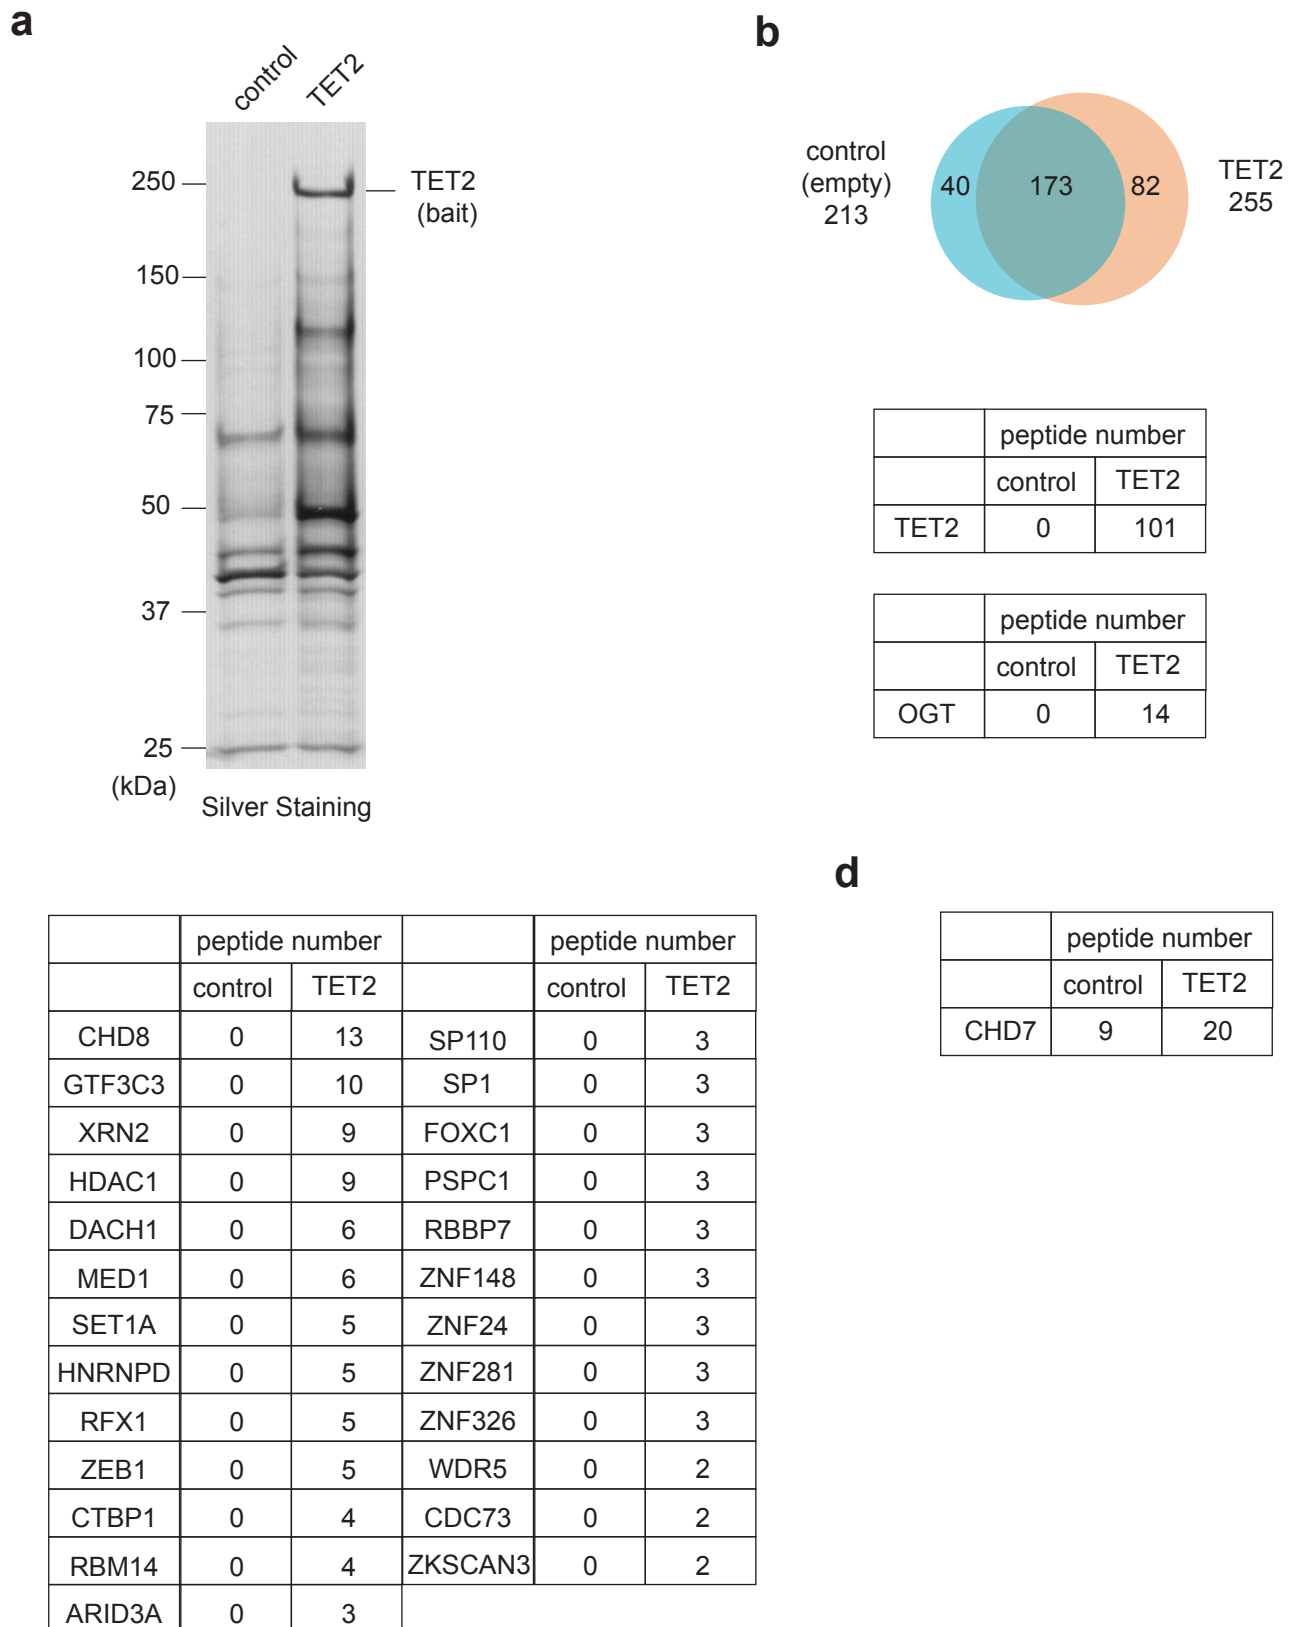 a
control TET2
250
TET2
(bait)
150
100
75
50
37
25
(kDa)
Silver Staining
b
control
(empty)
213
40 173 82
TET2
255
peptide number
control TET2
TET2 0 101
peptide number
control TET2
OGT 0 14
peptide number peptide number
control TET2 control TET2
CHD8 0 13 SP110 0 3
GTF3C3 0 10 SP1 0 3
XRN2 0 9 FOXC1 0 3
HDAC1 0 9 PSPC1 0 3
DACH1 0 6 RBBP7 0 3
MED1 0 6 ZNF148 0 3
SET1A 0 5 ZNF24 0 3
HNRNPD 0 5 ZNF281 0 3
RFX1 0 5 ZNF326 0 3
ZEB1 0 5 WDR5 0 2
CTBP1 0 4 CDC73 0 2
RBM14 0 4 ZKSCAN3 0 2
ARID3A 0 3
d
peptide number
control TET2
CHD7 9 20